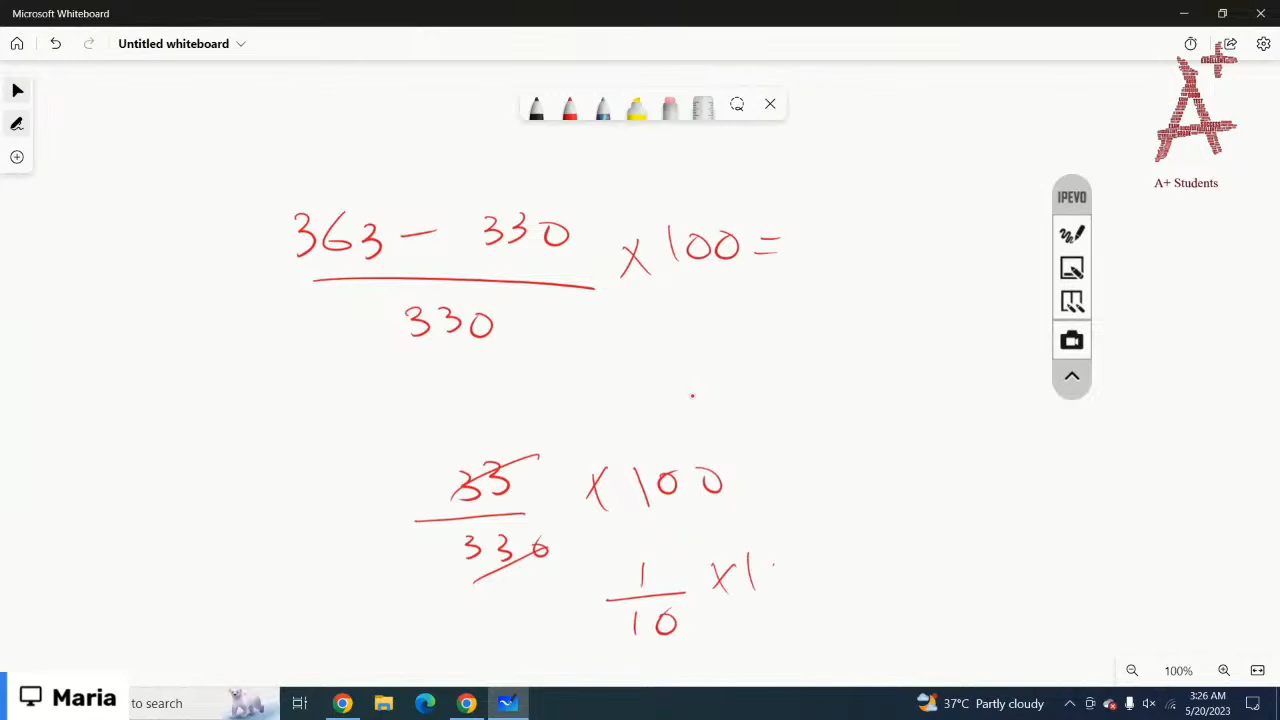 Microsoft Whiteboard
Untitled whiteboard
A+ Students
IPEVO
363 - 330
x 100 =
330
33
x 100
330
1
x 1
10
100%
Maria
to search
37°C Partly cloudy
3:26 AM
5/20/2023